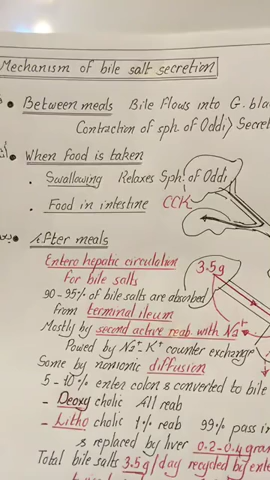 Mechanism of bile salt secretion
• Between meals Bile Flows into G. bla
Contraction of sph. of Oddi > Secret
• When food is taken
. Swallowing Relaxes Sph. of Oddi
. Food in intestine CCK
• After meals
Entero hepatic circulation 3.5g
for bile salts
90-95% of bile salts are absorbed
from terminal ileum
Mostly by second active reab. with Na+
Powed by Na+-K+ counter exchange
Some by nonionic diffusion
5-10% enter colon & converted to bile
- Deoxy cholic All reab
- Litho cholic 1% reab 99% pass in
s replaced by liver 0.2-0.4 gram
Total bile salts 3.5g/day recycled by ente